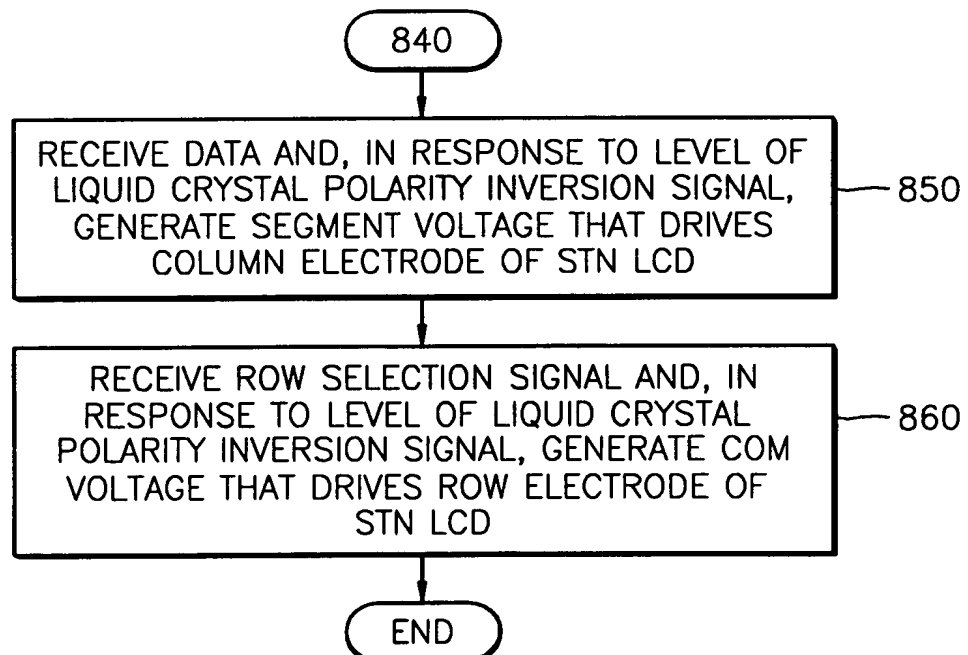 840
RECEIVE DATA AND, IN RESPONSE TO LEVEL OF
LIQUID CRYSTAL POLARITY INVERSION SIGNAL,
GENERATE SEGMENT VOLTAGE THAT DRIVES
COLUMN ELECTRODE OF STN LCD
850
RECEIVE ROW SELECTION SIGNAL AND, IN
RESPONSE TO LEVEL OF LIQUID CRYSTAL
POLARITY INVERSION SIGNAL, GENERATE COM
VOLTAGE THAT DRIVES ROW ELECTRODE OF
STN LCD
860
END